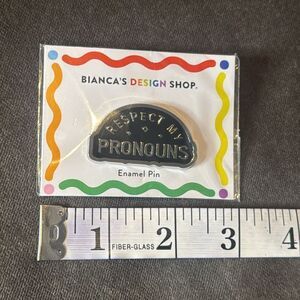 BIANCA'S DESIGN SHOP.
RESPECT MY
PRONOUNS
Enamel Pin
1 2 3 4
FIBER-GLASS